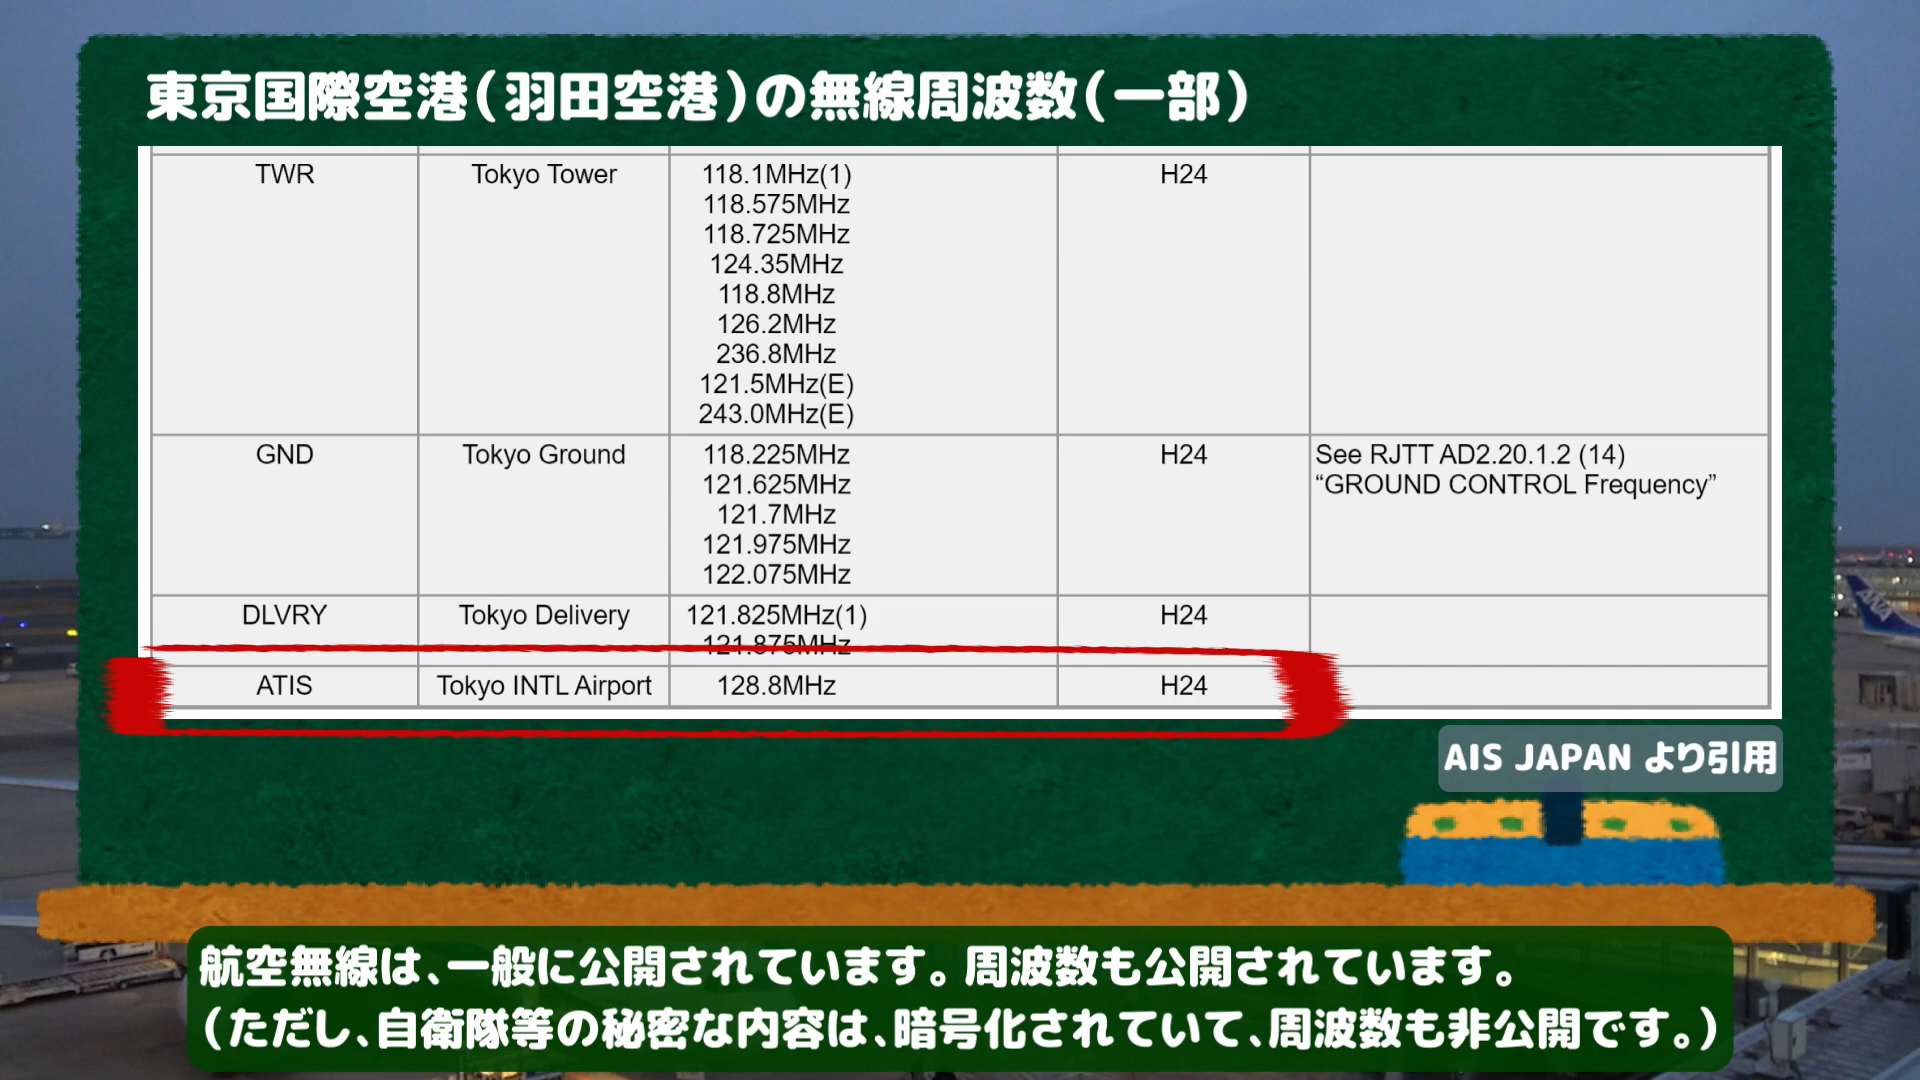 東京国際空港(羽田空港)の無線周波数(一部)
TWR Tokyo Tower 118.1MHz(1) H24
118.575MHz
118.725MHz
124.35MHz
118.8MHz
126.2MHz
236.8MHz
121.5MHz(E)
243.0MHz(E)
GND Tokyo Ground 118.225MHz H24 See RJTT AD2.20.1.2 (14)
121.625MHz “GROUND CONTROL Frequency”
121.7MHz
121.975MHz
122.075MHz
DLVRY Tokyo Delivery 121.825MHz(1) H24
121.875MHz
ATIS Tokyo INTL Airport 128.8MHz H24
AIS JAPAN より引用
ANA
航空無線は、一般に公開されています。周波数も公開されています。
(ただし、自衛隊等の秘密な内容は、暗号化されていて、周波数も非公開です。)